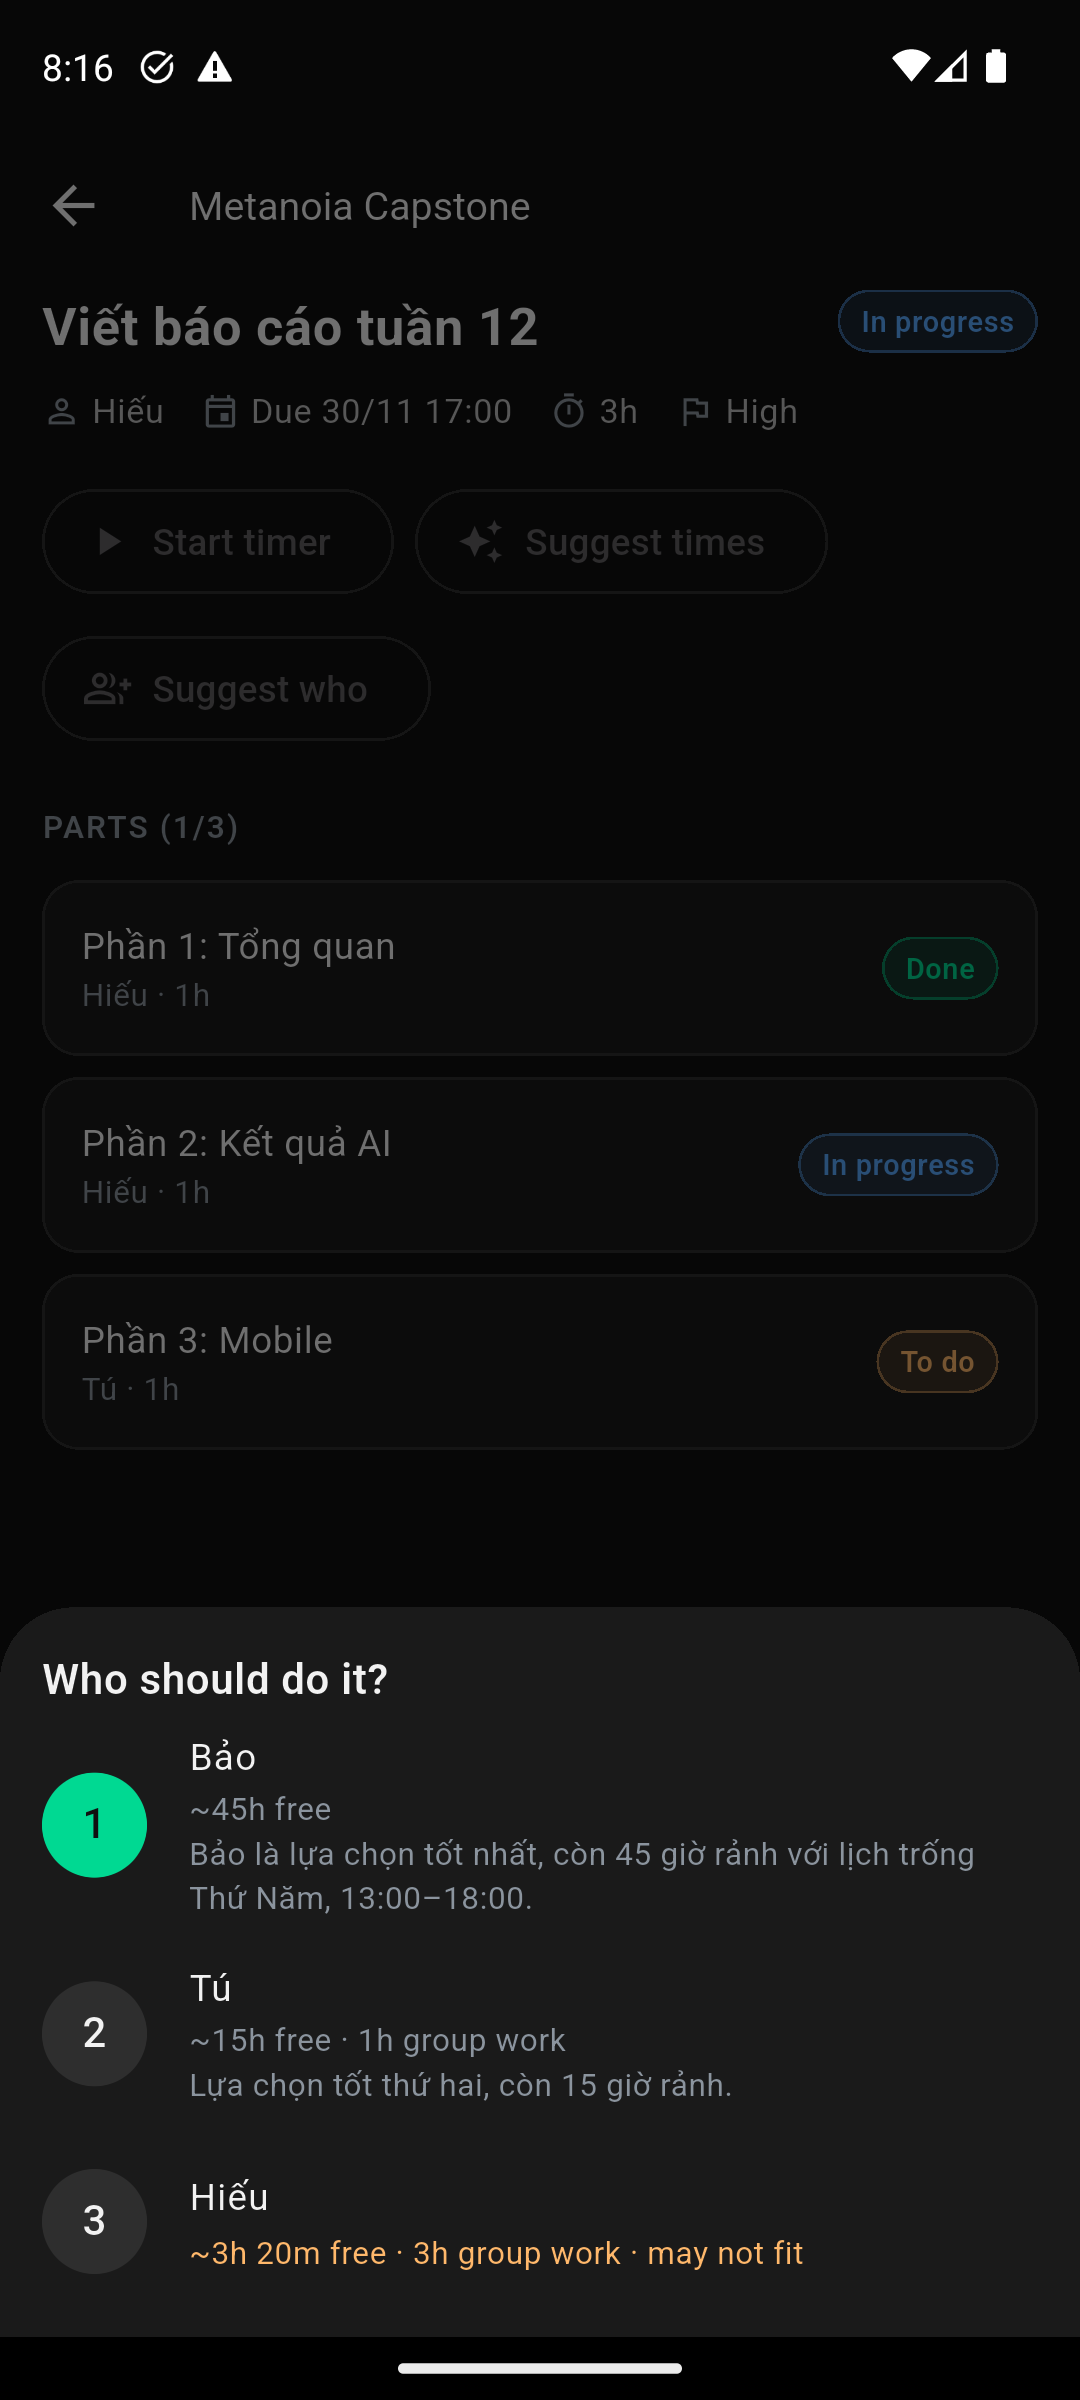 8:16
Metanoia Capstone
Viết báo cáo tuần 12
In progress
Hiếu Due 30/11 17:00 3h High
Start timer
Suggest times
Suggest who
PARTS (1/3)
Phần 1: Tổng quan
Hiếu · 1h
Done
Phần 2: Kết quả AI
Hiếu · 1h
In progress
Phần 3: Mobile
Tú · 1h
To do
Who should do it?
1
Bảo
~45h free
Bảo là lựa chọn tốt nhất, còn 45 giờ rảnh với lịch trống
Thứ Năm, 13:00–18:00.
2
Tú
~15h free · 1h group work
Lựa chọn tốt thứ hai, còn 15 giờ rảnh.
3
Hiếu
~3h 20m free · 3h group work · may not fit